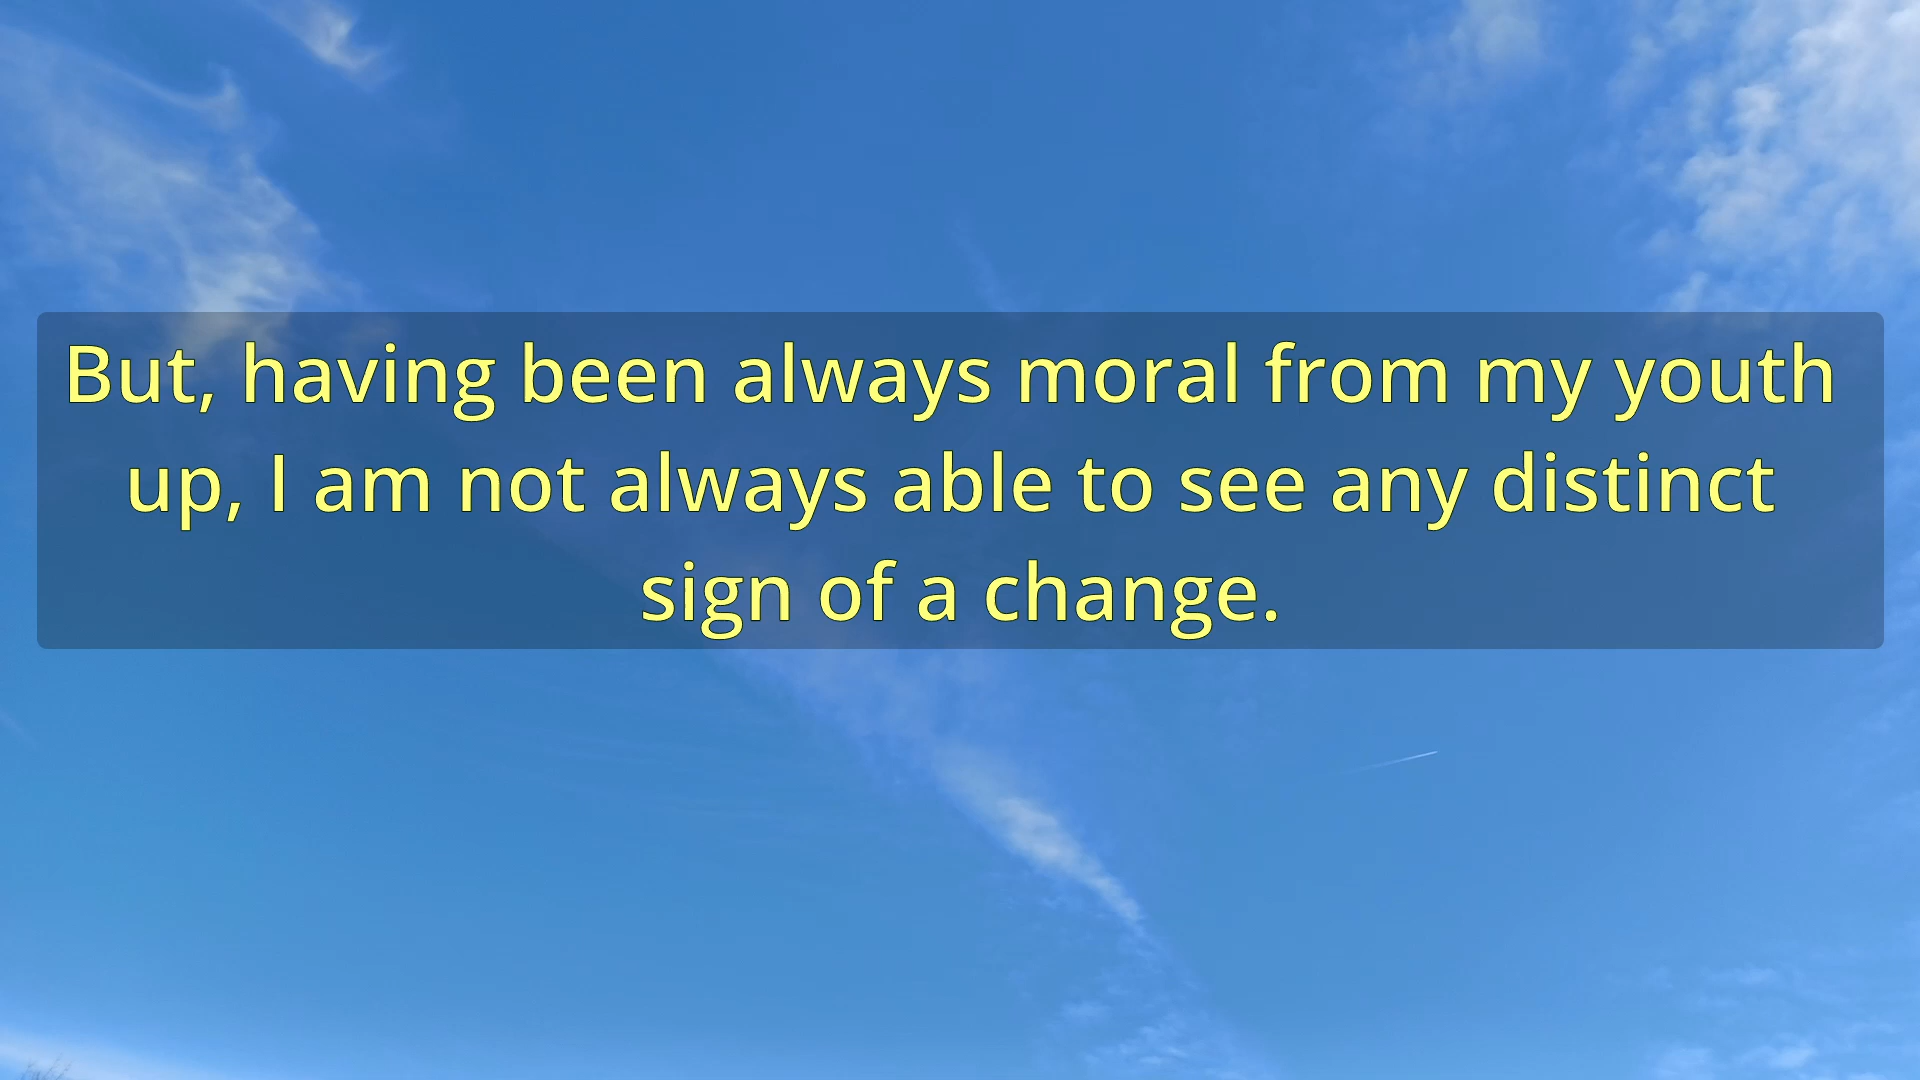 But, having been always moral from my youth
up, I am not always able to see any distinct
sign of a change.